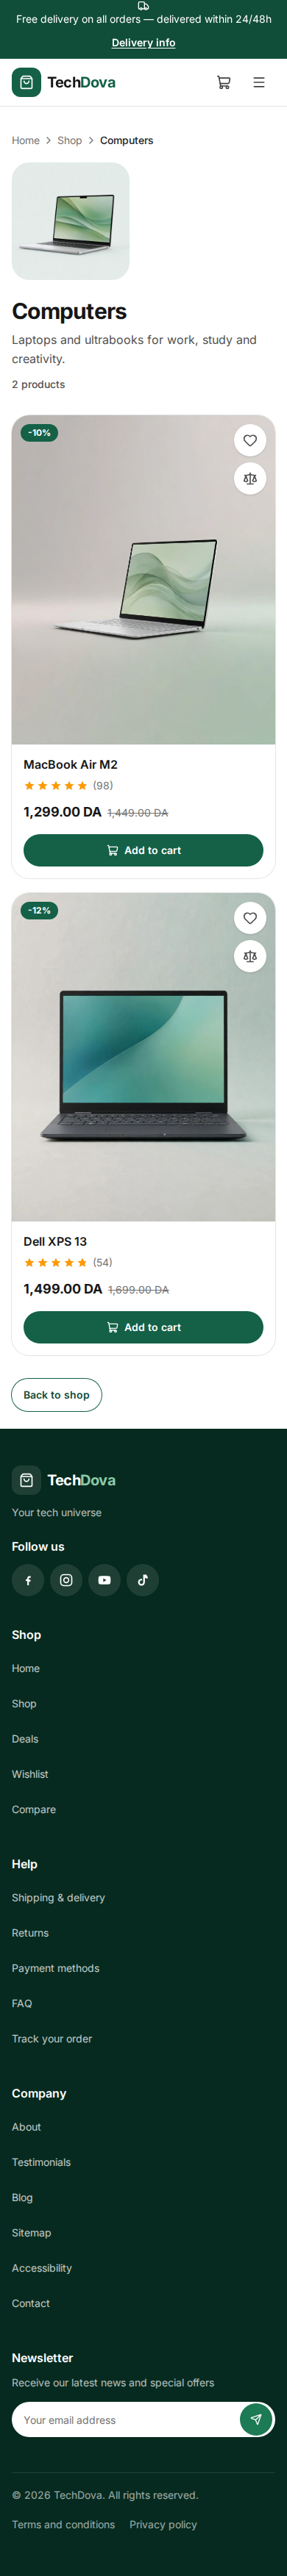 Free delivery on all orders — delivered within 24/48h
Delivery info
TechDova
Home > Shop > Computers
Computers
Laptops and ultrabooks for work, study and
creativity.
2 products
-10%
MacBook Air M2
(98)
1,299.00 DA 1,449.00 DA
Add to cart
-12%
Dell XPS 13
(54)
1,499.00 DA 1,699.00 DA
Add to cart
Back to shop
TechDova
Your tech universe
Follow us
Shop
Home
Shop
Deals
Wishlist
Compare
Help
Shipping & delivery
Returns
Payment methods
FAQ
Track your order
Company
About
Testimonials
Blog
Sitemap
Accessibility
Contact
Newsletter
Receive our latest news and special offers
Your email address
© 2026 TechDova. All rights reserved.
Terms and conditions Privacy policy